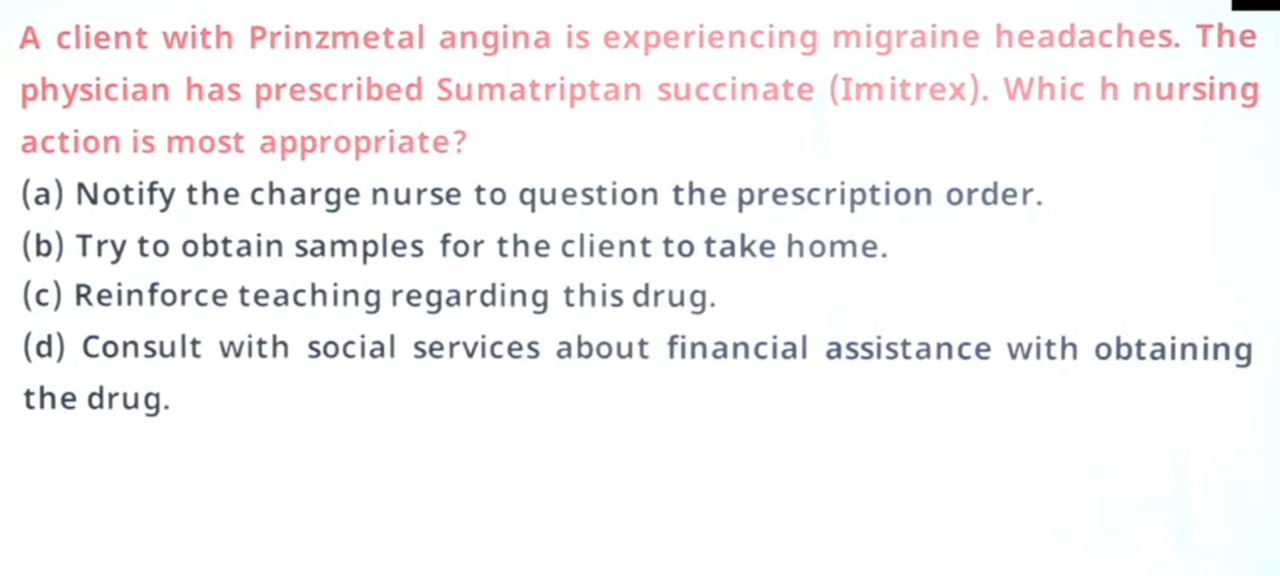 A client with Prinzmetal angina is experiencing migraine headaches. The
physician has prescribed Sumatriptan succinate (Imitrex). Whic h nursing
action is most appropriate?
(a) Notify the charge nurse to question the prescription order.
(b) Try to obtain samples for the client to take home.
(c) Reinforce teaching regarding this drug.
(d) Consult with social services about financial assistance with obtaining
the drug.